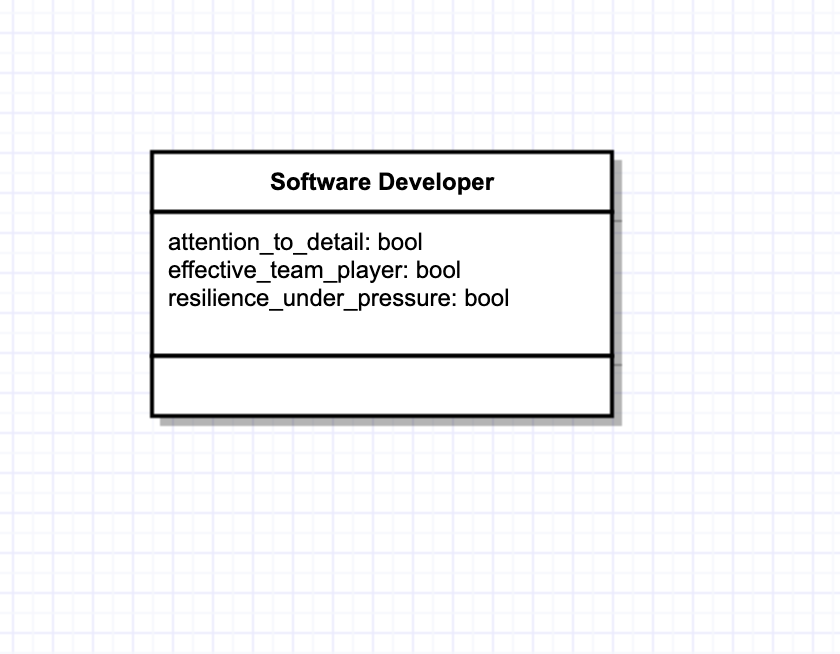 Software Developer
attention_to_detail: bool
effective_team_player: bool
resilience_under_pressure: bool